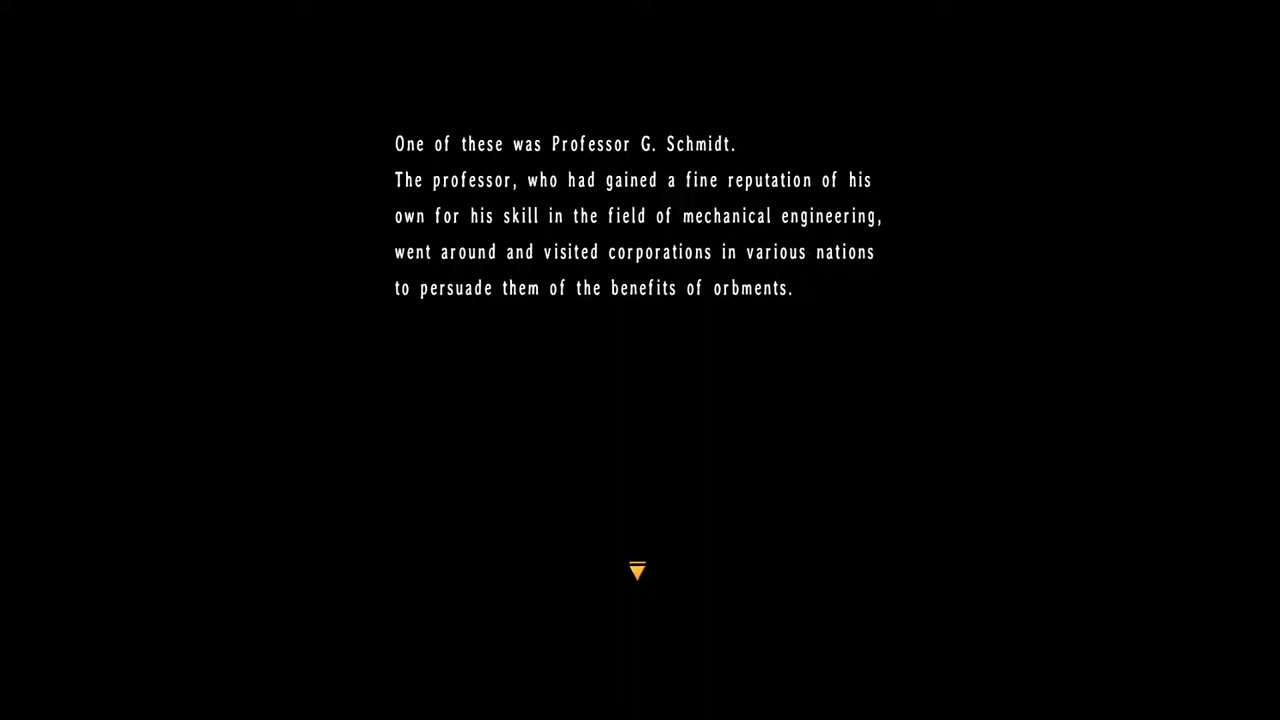 One of these was Professor G. Schmidt.
The professor, who had gained a fine reputation of his
own for his skill in the field of mechanical engineering,
went around and visited corporations in various nations
to persuade them of the benefits of orbments.